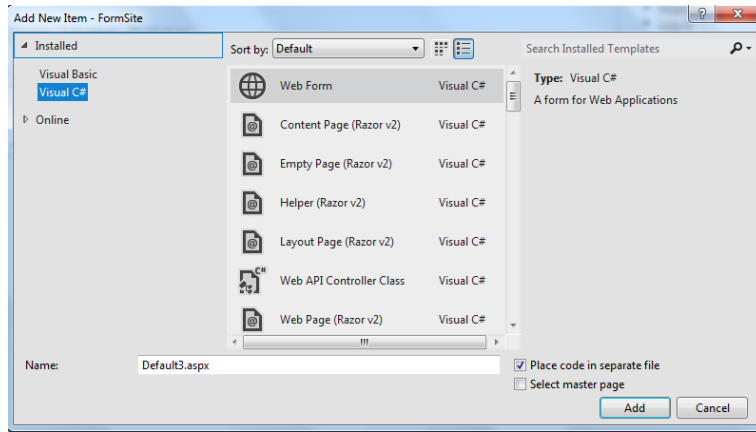 Add New Item - FormSite
Installed
Visual Basic
Visual C#
Online
Sort by: Default
Search Installed Templates
Web Form Visual C#
Content Page (Razor v2) Visual C#
Empty Page (Razor v2) Visual C#
Helper (Razor v2) Visual C#
Layout Page (Razor v2) Visual C#
C#
Web API Controller Class Visual C#
Web Page (Razor v2) Visual C#
Type: Visual C#
A form for Web Applications
Name: Default3.aspx
Place code in separate file
Select master page
Add Cancel